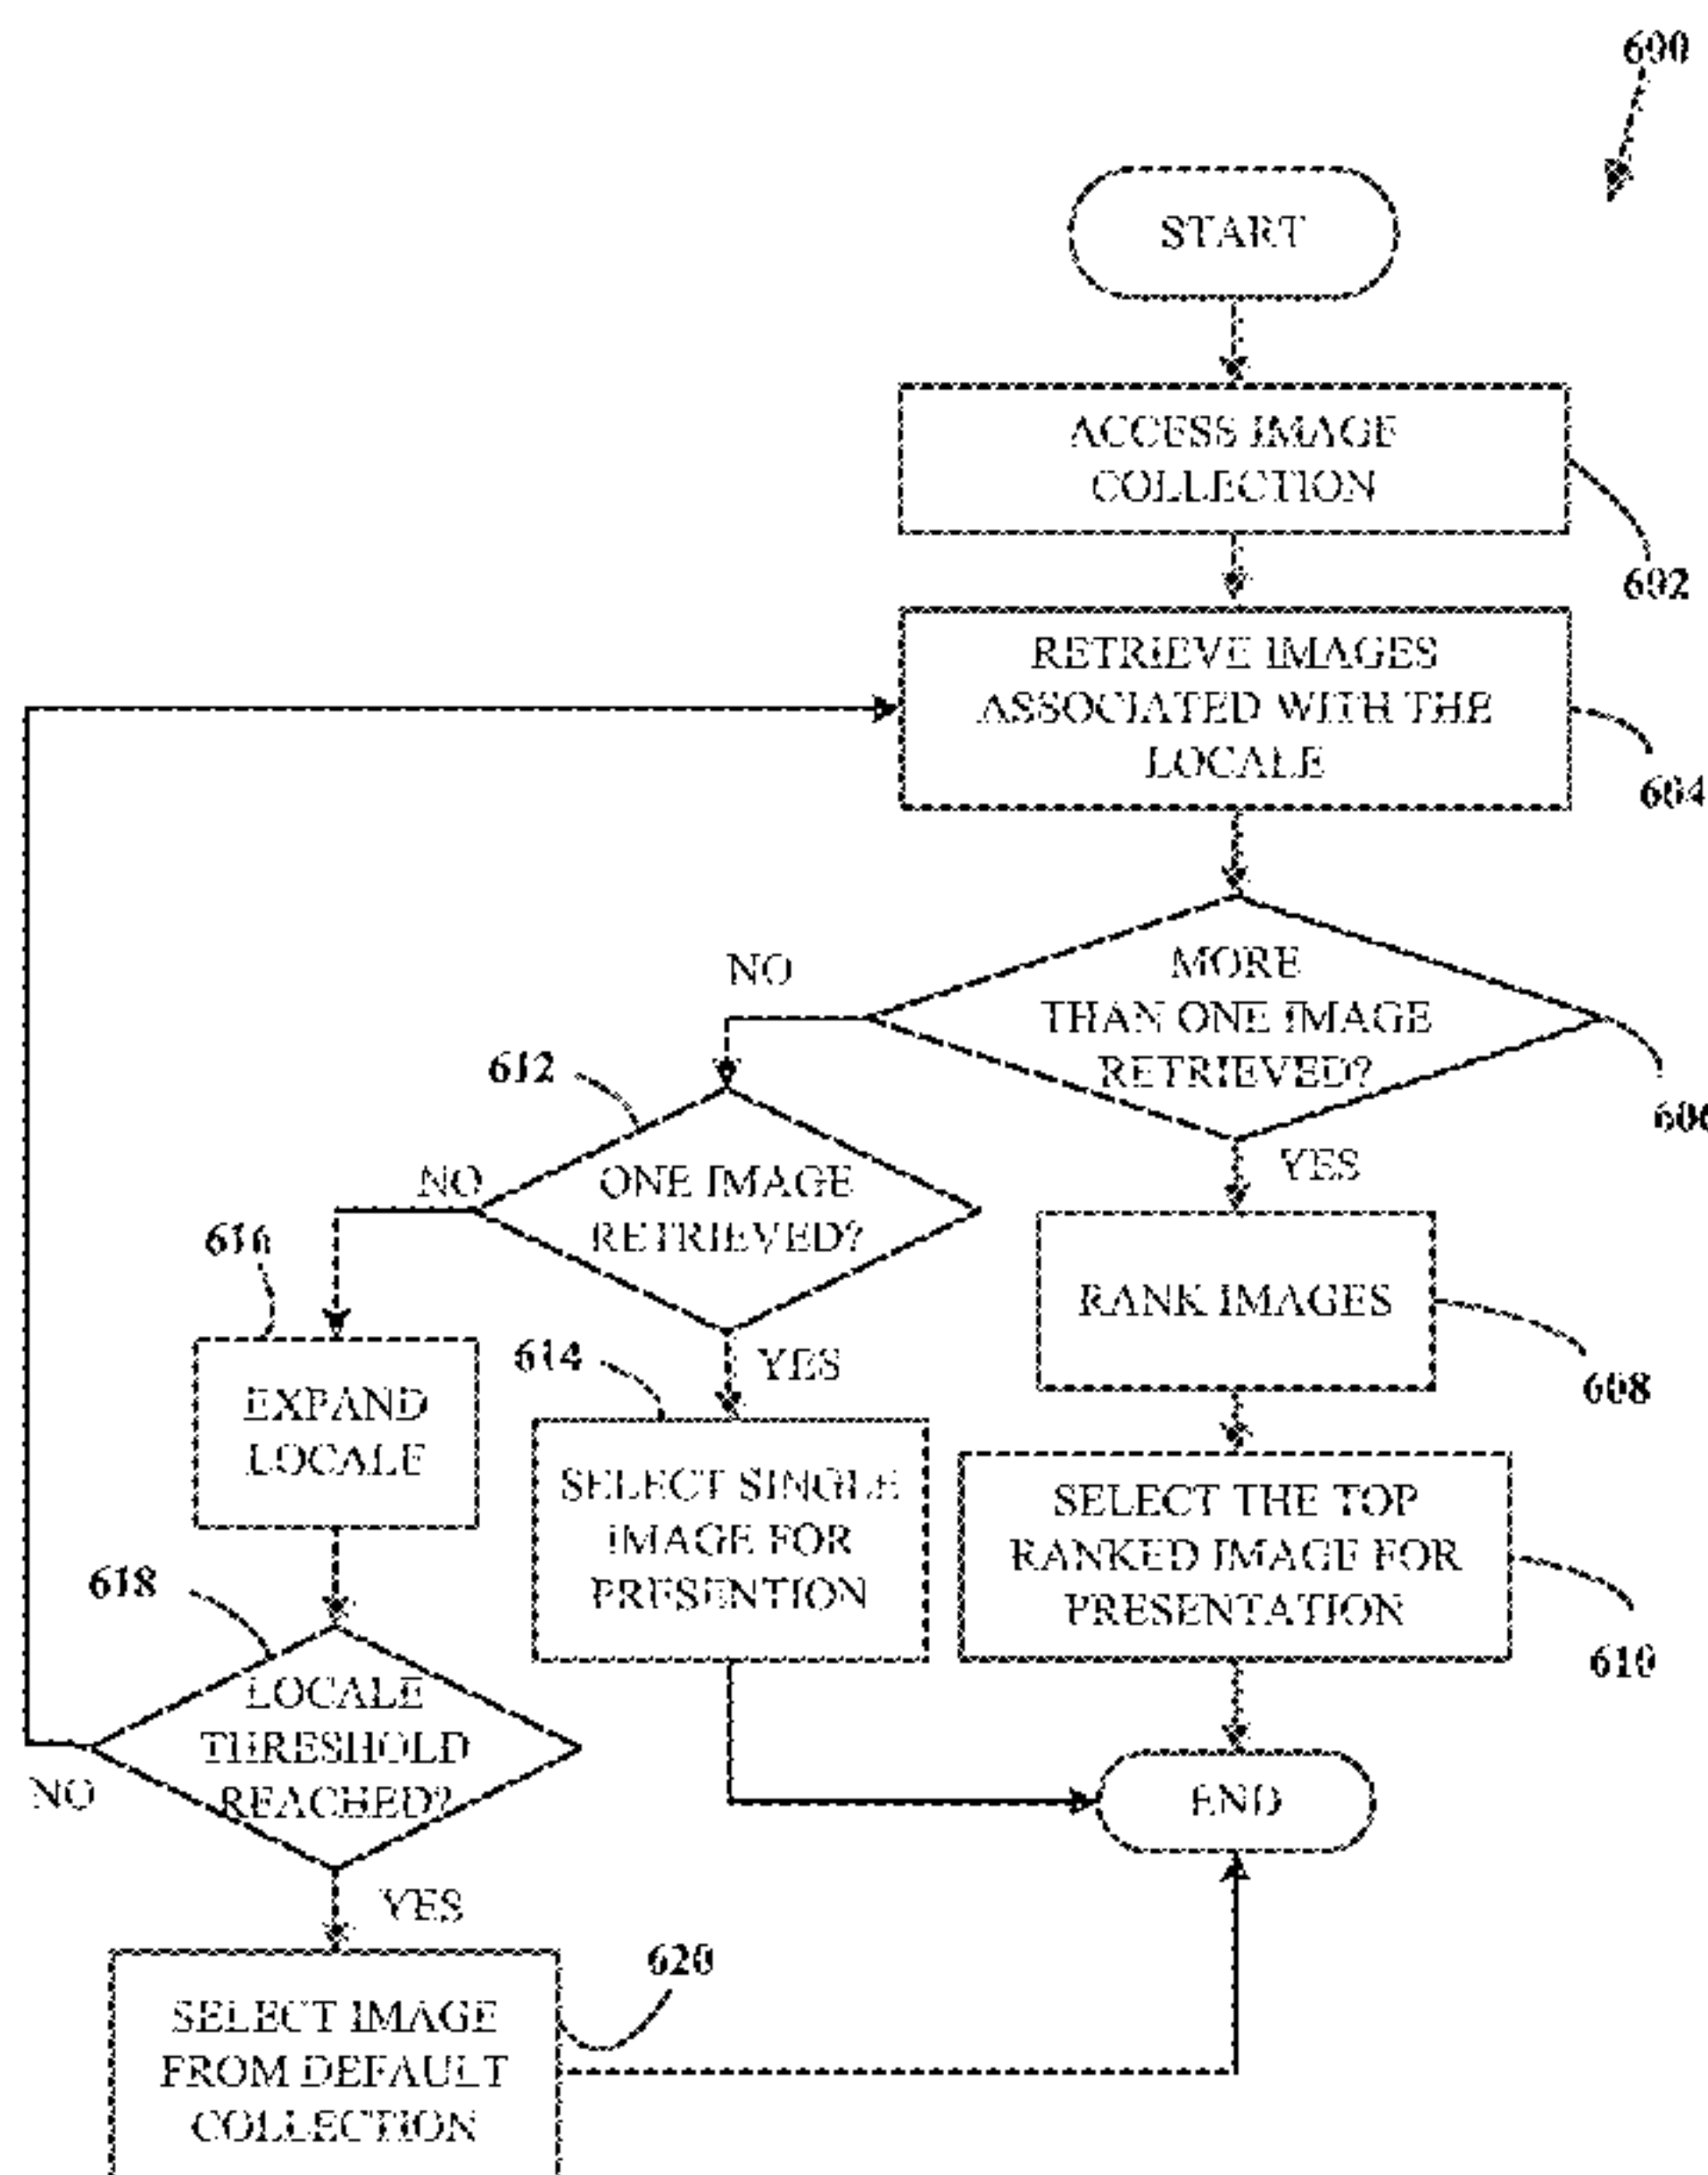 600
START
ACCESS IMAGE
COLLECTION
602
RETRIEVE IMAGES
ASSOCIATED WITH THE
LOCALE
604
MORE
THAN ONE IMAGE
RETRIEVED?
606
NO
YES
612
ONE IMAGE
RETRIEVED?
NO
YES
RANK IMAGES
608
616
EXPAND
LOCALE
614
SELECT SINGLE
IMAGE FOR
PRESENTION
SELECT THE TOP
RANKED IMAGE FOR
PRESENTATION
610
618
LOCALE
THRESHOLD
REACHED?
NO
YES
END
620
SELECT IMAGE
FROM DEFAULT
COLLECTION